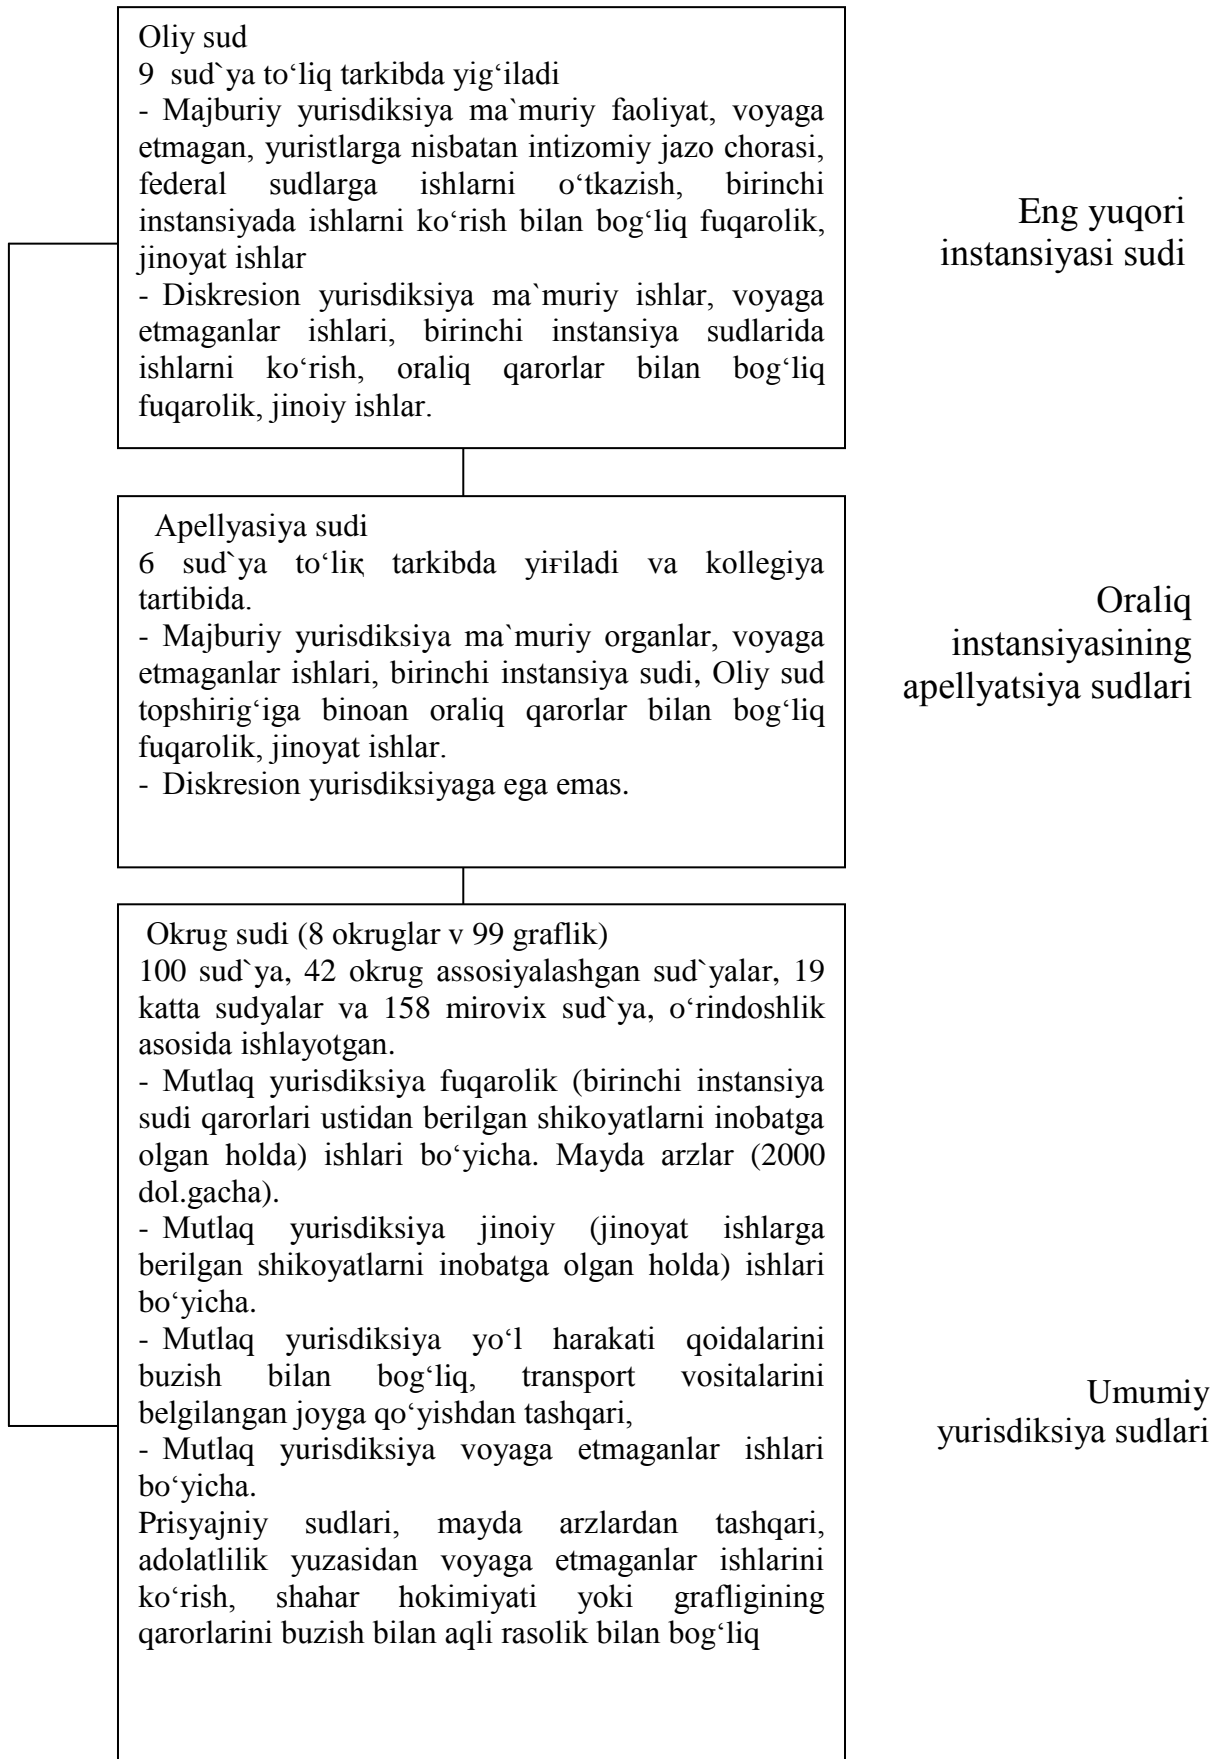 Oliy sud
9 sud`ya to‘liq tarkibda yig‘iladi
- Majburiy yurisdiksiya ma`muriy faoliyat, voyaga
etmagan, yuristlarga nisbatan intizomiy jazo chorasi,
federal sudlarga ishlarni o‘tkazish, birinchi
instansiyada ishlarni ko‘rish bilan bog‘liq fuqarolik,
jinoyat ishlar
- Diskresion yurisdiksiya ma`muriy ishlar, voyaga
etmaganlar ishlari, birinchi instansiya sudlarida
ishlarni ko‘rish, oraliq qarorlar bilan bog‘liq
fuqarolik, jinoiy ishlar.
Eng yuqori
instansiyasi sudi
Apellyasiya sudi
6 sud`ya to‘liқ tarkibda yiғiladi va kollegiya
tartibida.
- Majburiy yurisdiksiya ma`muriy organlar, voyaga
etmaganlar ishlari, birinchi instansiya sudi, Oliy sud
topshirig‘iga binoan oraliq qarorlar bilan bog‘liq
fuqarolik, jinoyat ishlar.
- Diskresion yurisdiksiyaga ega emas.
Oraliq
instansiyasining
apellyatsiya sudlari
Okrug sudi (8 okruglar v 99 graflik)
100 sud`ya, 42 okrug assosiyalashgan sud`yalar, 19
katta sudyalar va 158 mirovix sud`ya, o‘rindoshlik
asosida ishlayotgan.
- Mutlaq yurisdiksiya fuqarolik (birinchi instansiya
sudi qarorlari ustidan berilgan shikoyatlarni inobatga
olgan holda) ishlari bo‘yicha. Mayda arzlar (2000
dol.gacha).
- Mutlaq yurisdiksiya jinoiy (jinoyat ishlarga
berilgan shikoyatlarni inobatga olgan holda) ishlari
bo‘yicha.
- Mutlaq yurisdiksiya yo‘l harakati qoidalarini
buzish bilan bog‘liq, transport vositalarini
belgilangan joyga qo‘yishdan tashqari,
- Mutlaq yurisdiksiya voyaga etmaganlar ishlari
bo‘yicha.
Prisyajniy sudlari, mayda arzlardan tashqari,
adolatlilik yuzasidan voyaga etmaganlar ishlarini
ko‘rish, shahar hokimiyati yoki grafligining
qarorlarini buzish bilan aqli rasolik bilan bog‘liq
Umumiy
yurisdiksiya sudlari